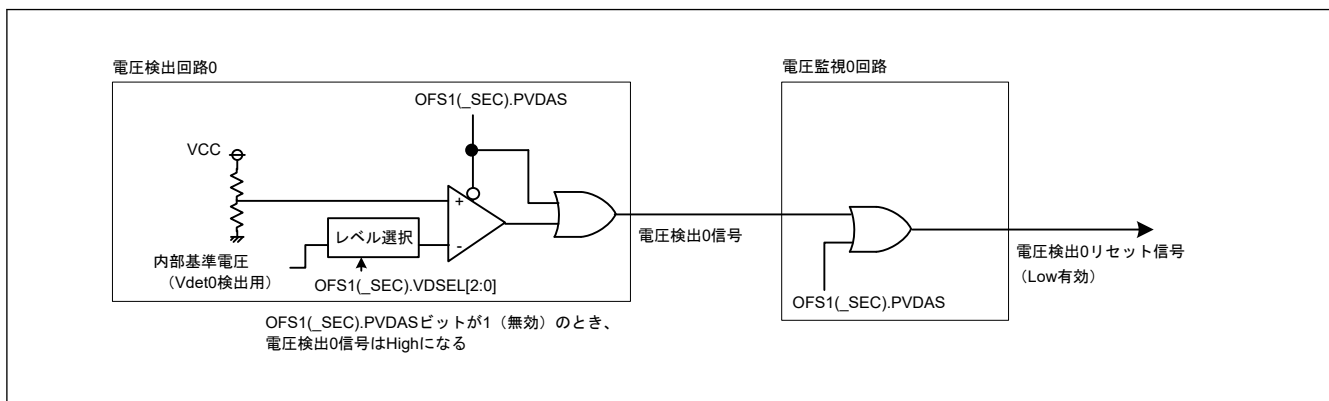 電圧検出回路0
電圧監視0回路
OFS1(_SEC).PVDAS
VCC
+
レベル選択
-
電圧検出0信号
内部基準電圧
（Vdet0検出用）
OFS1(_SEC).VDSEL[2:0]
電圧検出0リセット信号
（Low有効）
OFS1(_SEC).PVDAS
OFS1(_SEC).PVDASビットが1（無効）のとき、
電圧検出0信号はHighになる